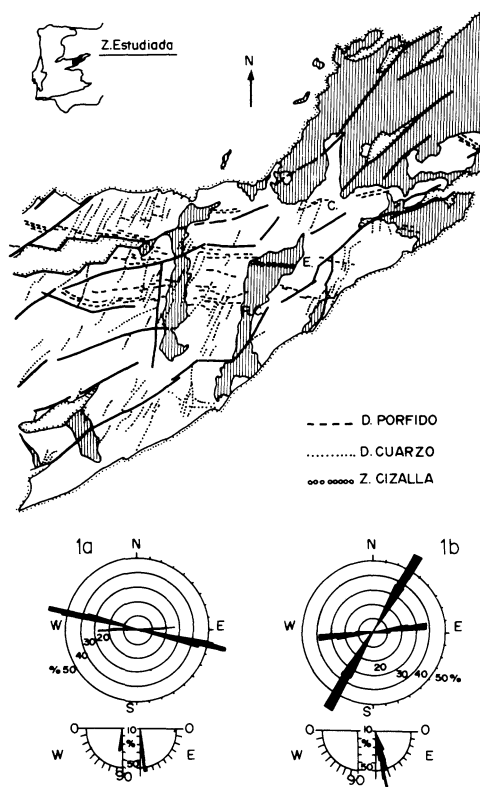 Z.Estudiada
N
C.
E.
R.C.
D. PORFIDO
D. CUARZO
Z. CIZALLA
1a
N
W
E
20
30
40
% 50
S
O
10
%
50
O
W
E
90
1b
N
W
E
20
30
40
50 %
S
O
10
%
50
O
W
E
90